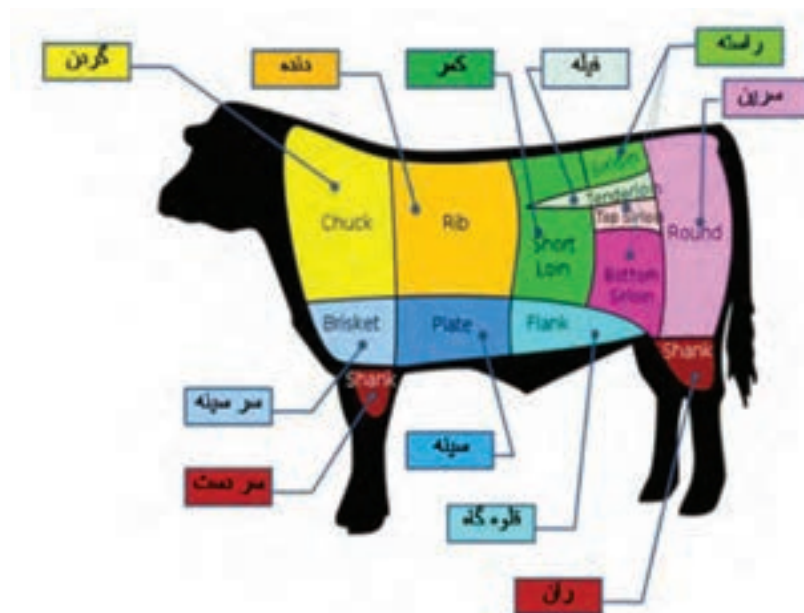 گردن
دنده
کمر
فیله
راسته
سرین
Sirloin
Tenderloin
Top Sirloin
Chuck
Rib
Short
Loin
Round
Bottom
Sirloin
Brisket
Plate
Flank
Shank
Shank
سر سینه
سینه
سر دست
قلوه گاه
ران